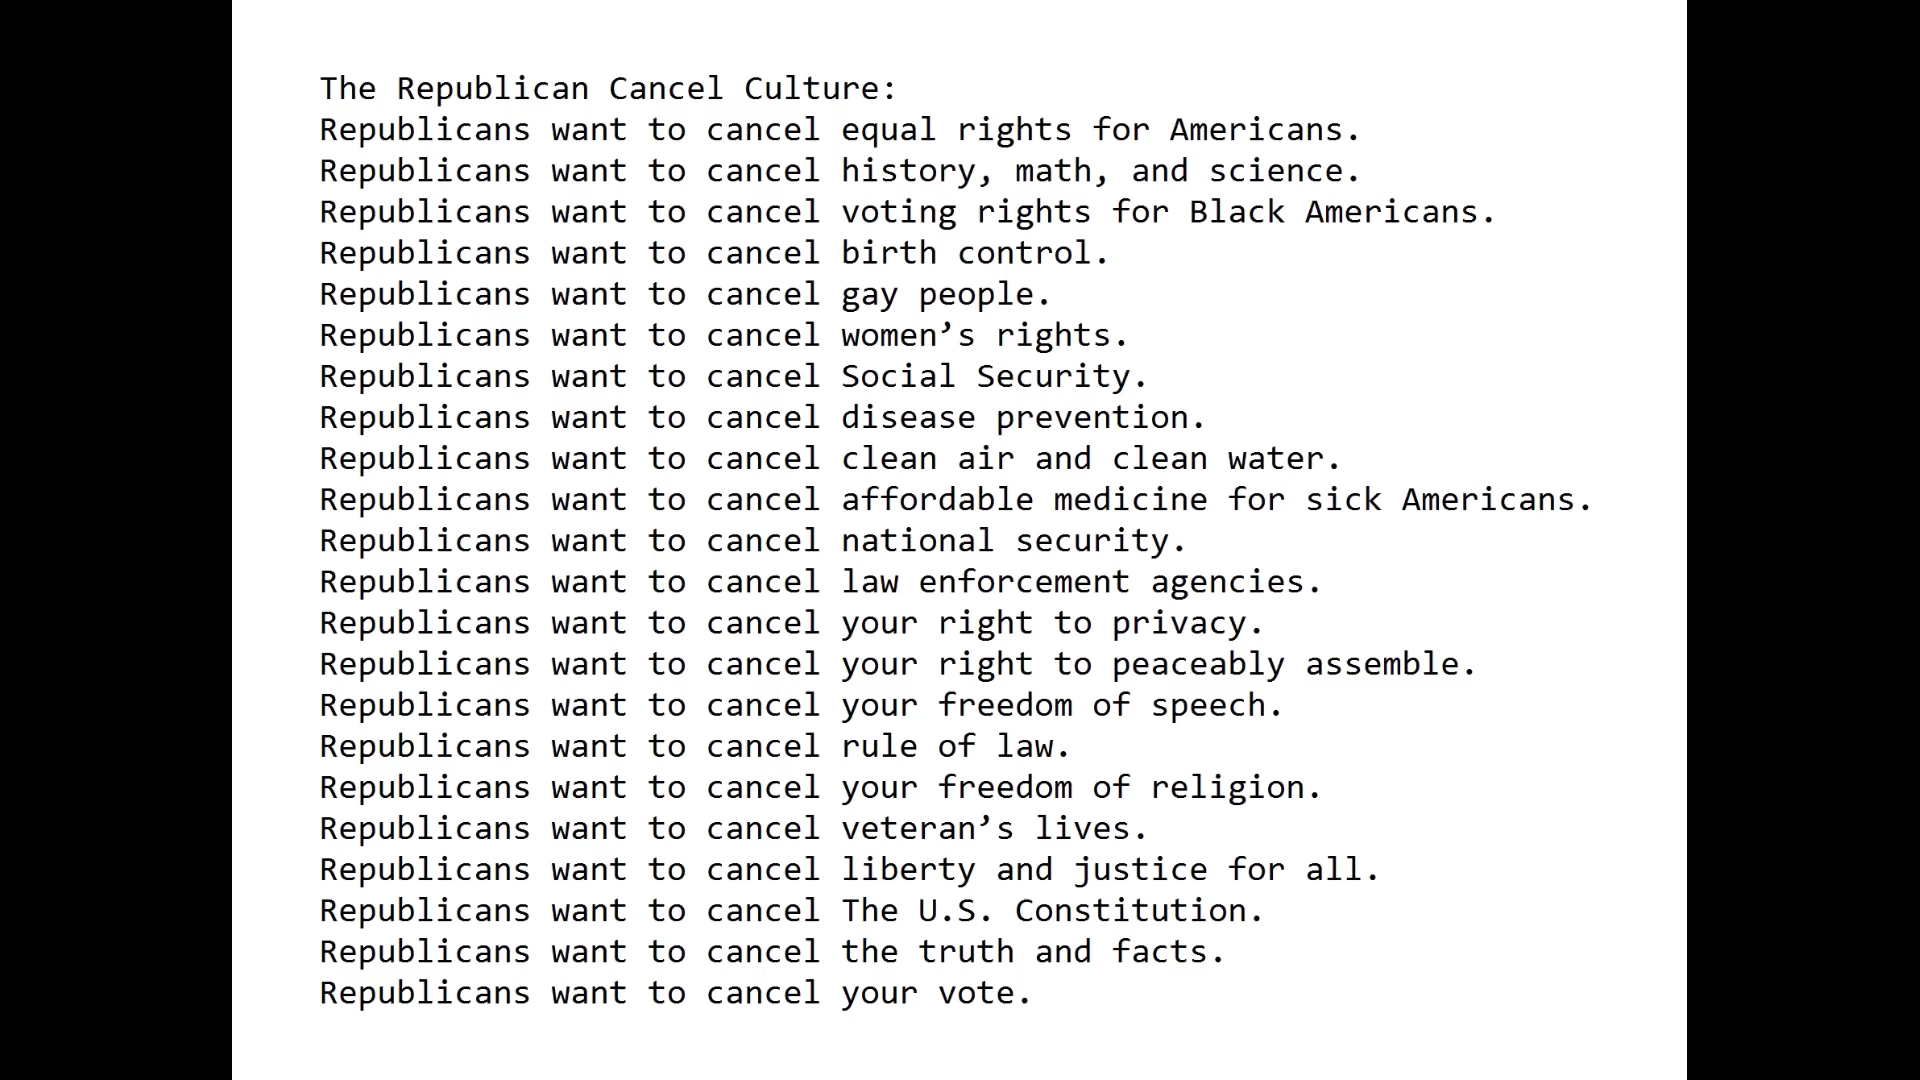 The Republican Cancel Culture:
Republicans want to cancel equal rights for Americans.
Republicans want to cancel history, math, and science.
Republicans want to cancel voting rights for Black Americans.
Republicans want to cancel birth control.
Republicans want to cancel gay people.
Republicans want to cancel women’s rights.
Republicans want to cancel Social Security.
Republicans want to cancel disease prevention.
Republicans want to cancel clean air and clean water.
Republicans want to cancel affordable medicine for sick Americans.
Republicans want to cancel national security.
Republicans want to cancel law enforcement agencies.
Republicans want to cancel your right to privacy.
Republicans want to cancel your right to peaceably assemble.
Republicans want to cancel your freedom of speech.
Republicans want to cancel rule of law.
Republicans want to cancel your freedom of religion.
Republicans want to cancel veteran’s lives.
Republicans want to cancel liberty and justice for all.
Republicans want to cancel The U.S. Constitution.
Republicans want to cancel the truth and facts.
Republicans want to cancel your vote.